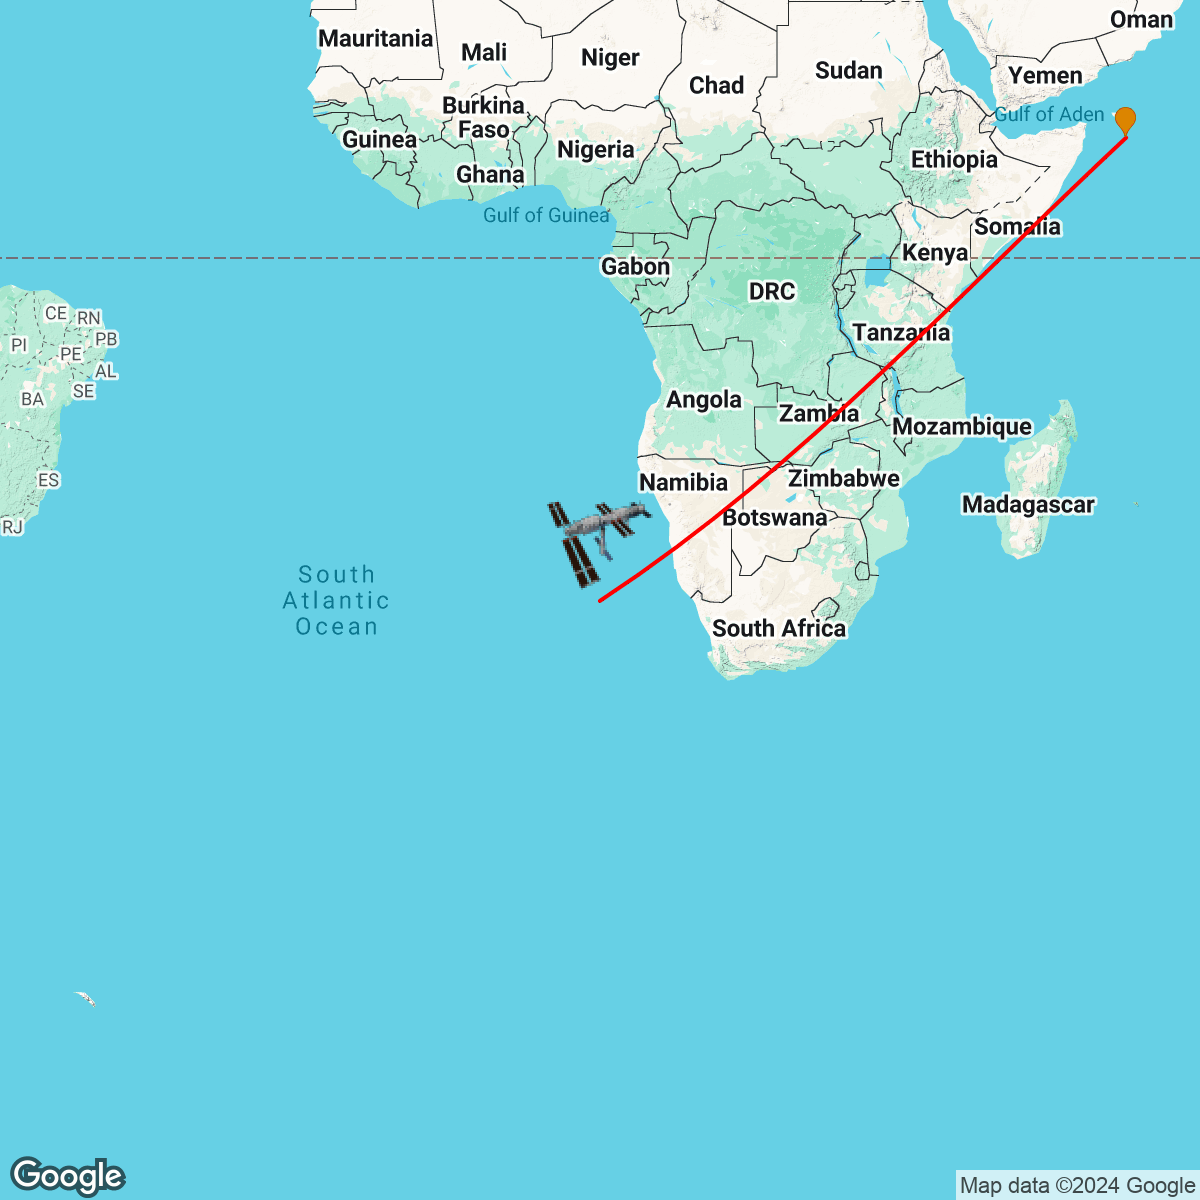 Oman
Mauritania
Mali
Niger
Chad
Sudan
Yemen
Burkina
Faso
Gulf of Aden
Guinea
Nigeria
Ethiopia
Ghana
Gulf of Guinea
Somalia
Kenya
Gabon
DRC
CE
RN
PI
PB
PE
AL
SE
BA
Tanzania
Angola
Zambia
Mozambique
ES
Namibia
Zimbabwe
Madagascar
RJ
Botswana
South
Atlantic
Ocean
South Africa
Google
Map data ©2024 Google